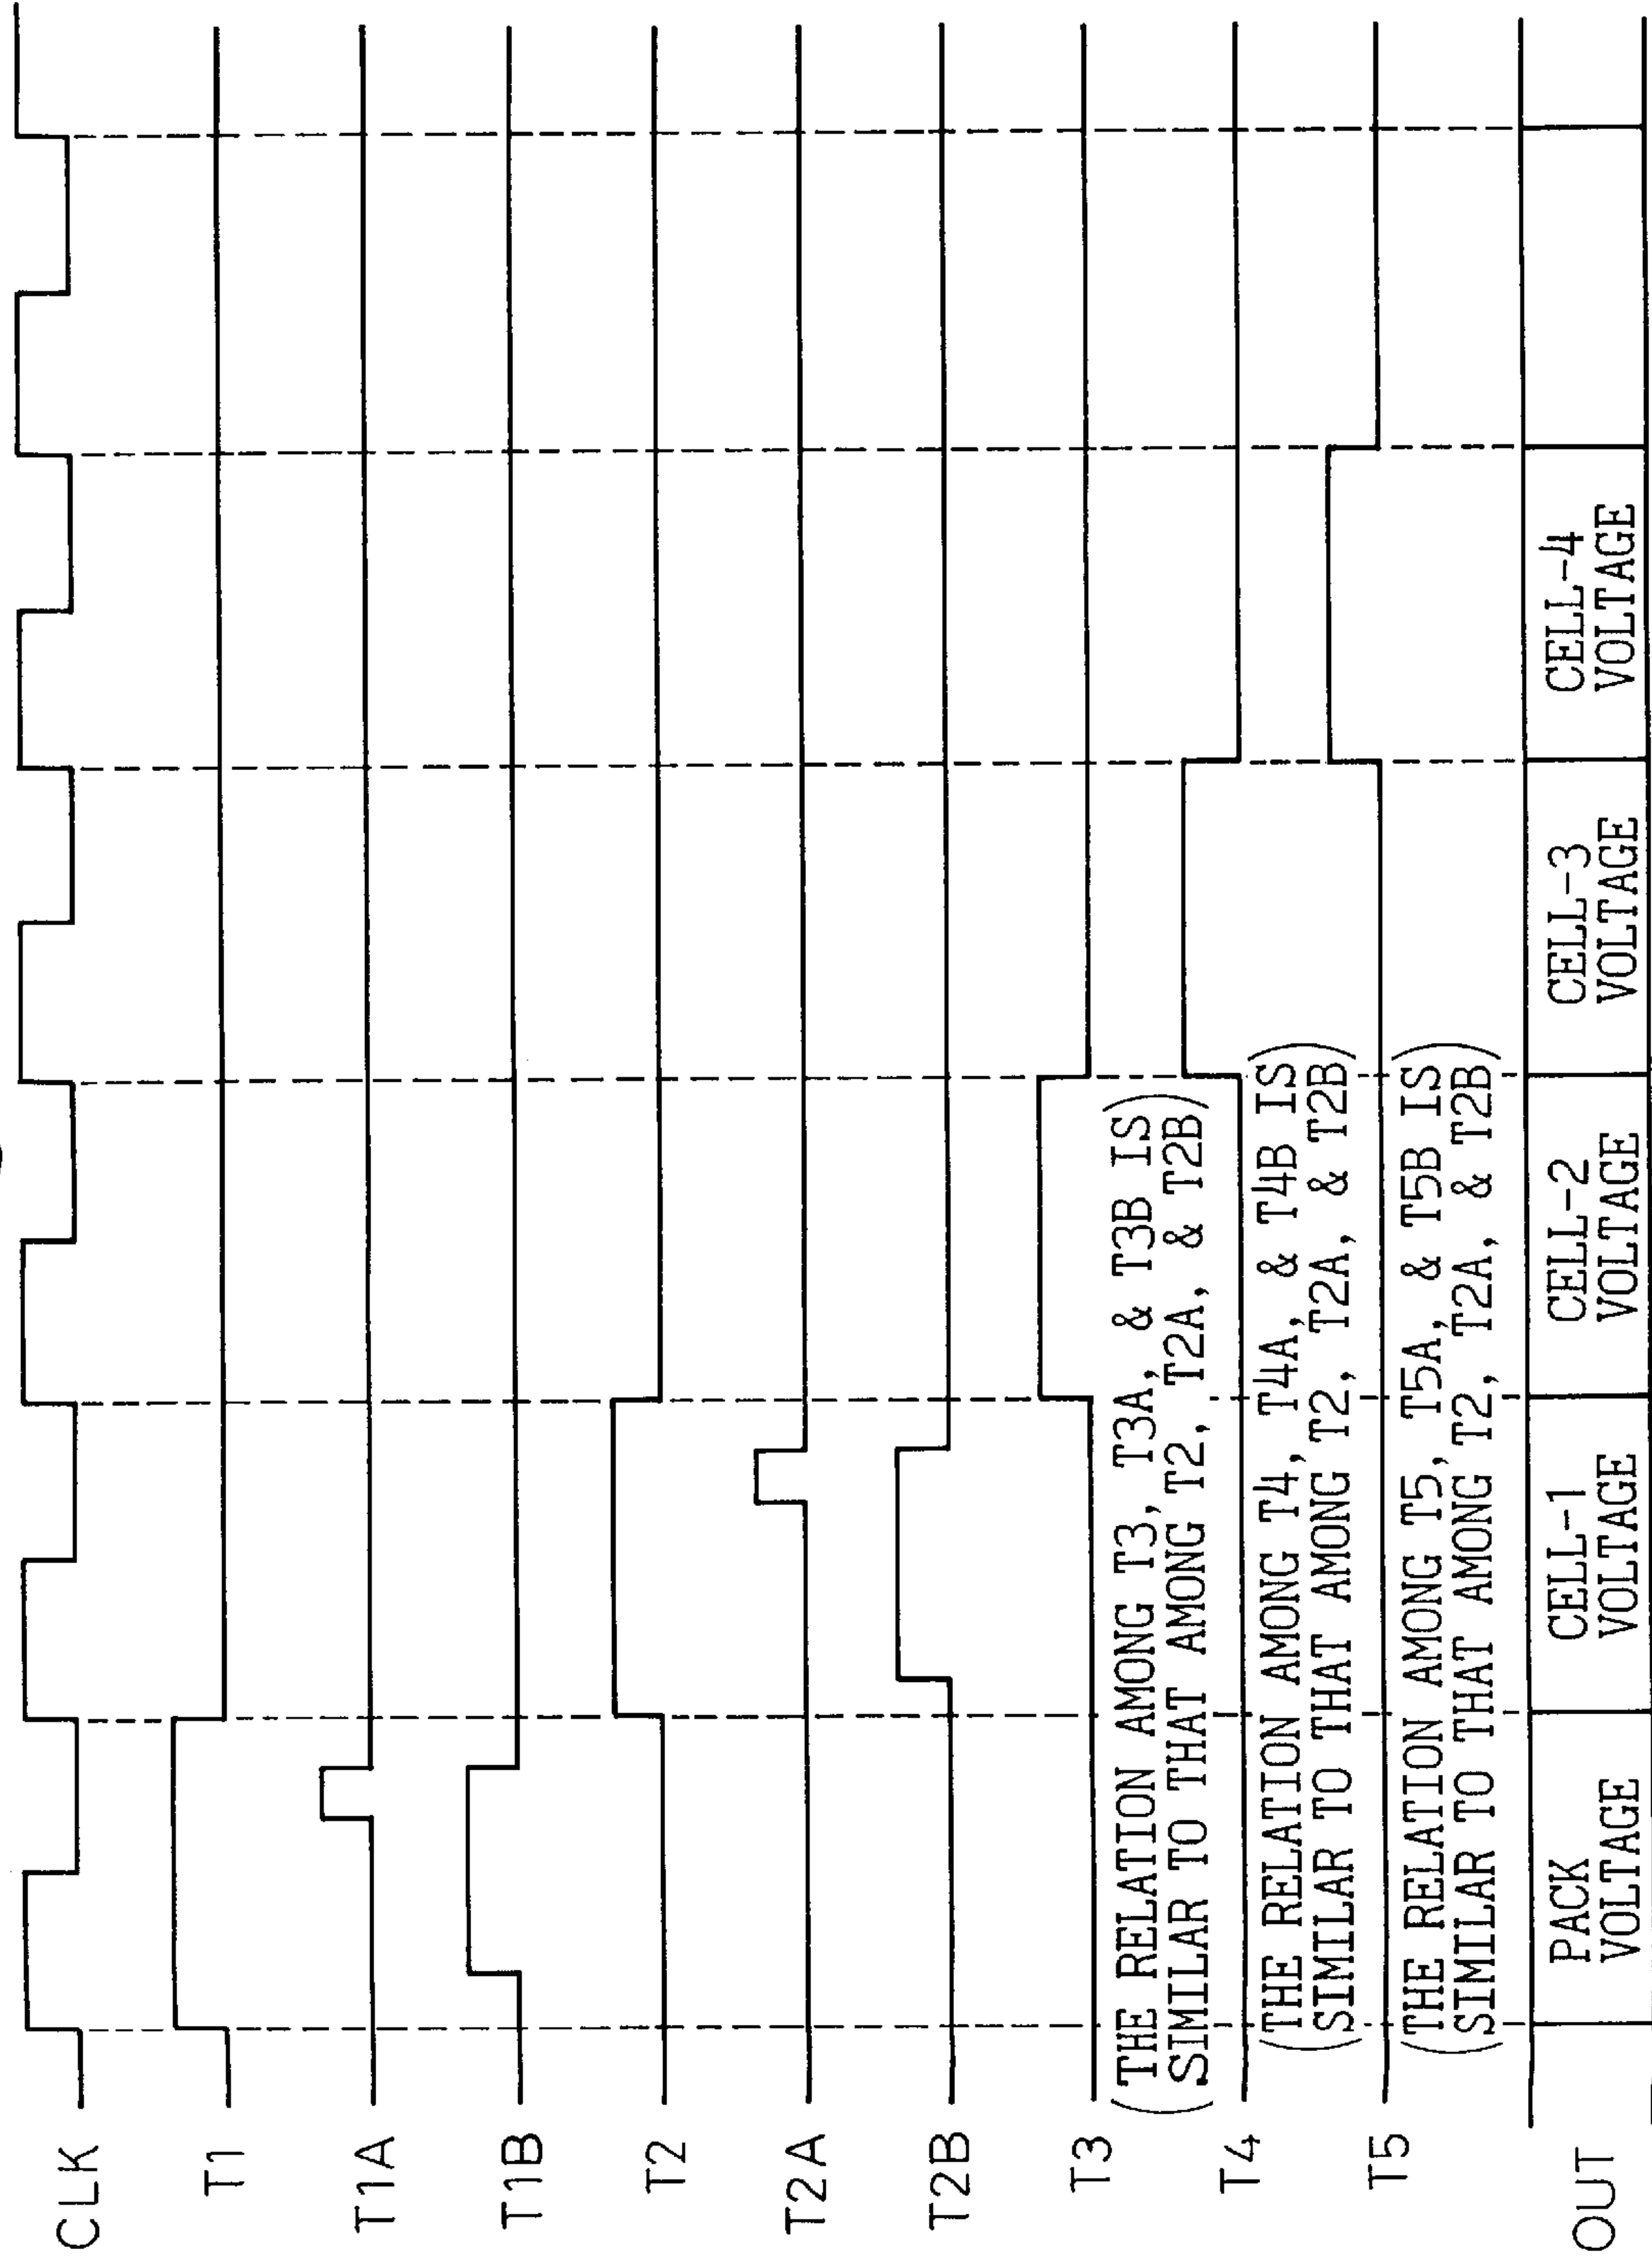 CLK
T1
T1A
T1B
T2
T2A
T2B
T3
(THE RELATION AMONG T3, T3A, & T3B IS
SIMILAR TO THAT AMONG T2, T2A, & T2B)
T4
(THE RELATION AMONG T4, T4A, & T4B IS
SIMILAR TO THAT AMONG T2, T2A, & T2B)
T5
(THE RELATION AMONG T5, T5A, & T5B IS
SIMILAR TO THAT AMONG T2, T2A, & T2B)
OUT
PACK
VOLTAGE
CELL-1
VOLTAGE
CELL-2
VOLTAGE
CELL-3
VOLTAGE
CELL-4
VOLTAGE